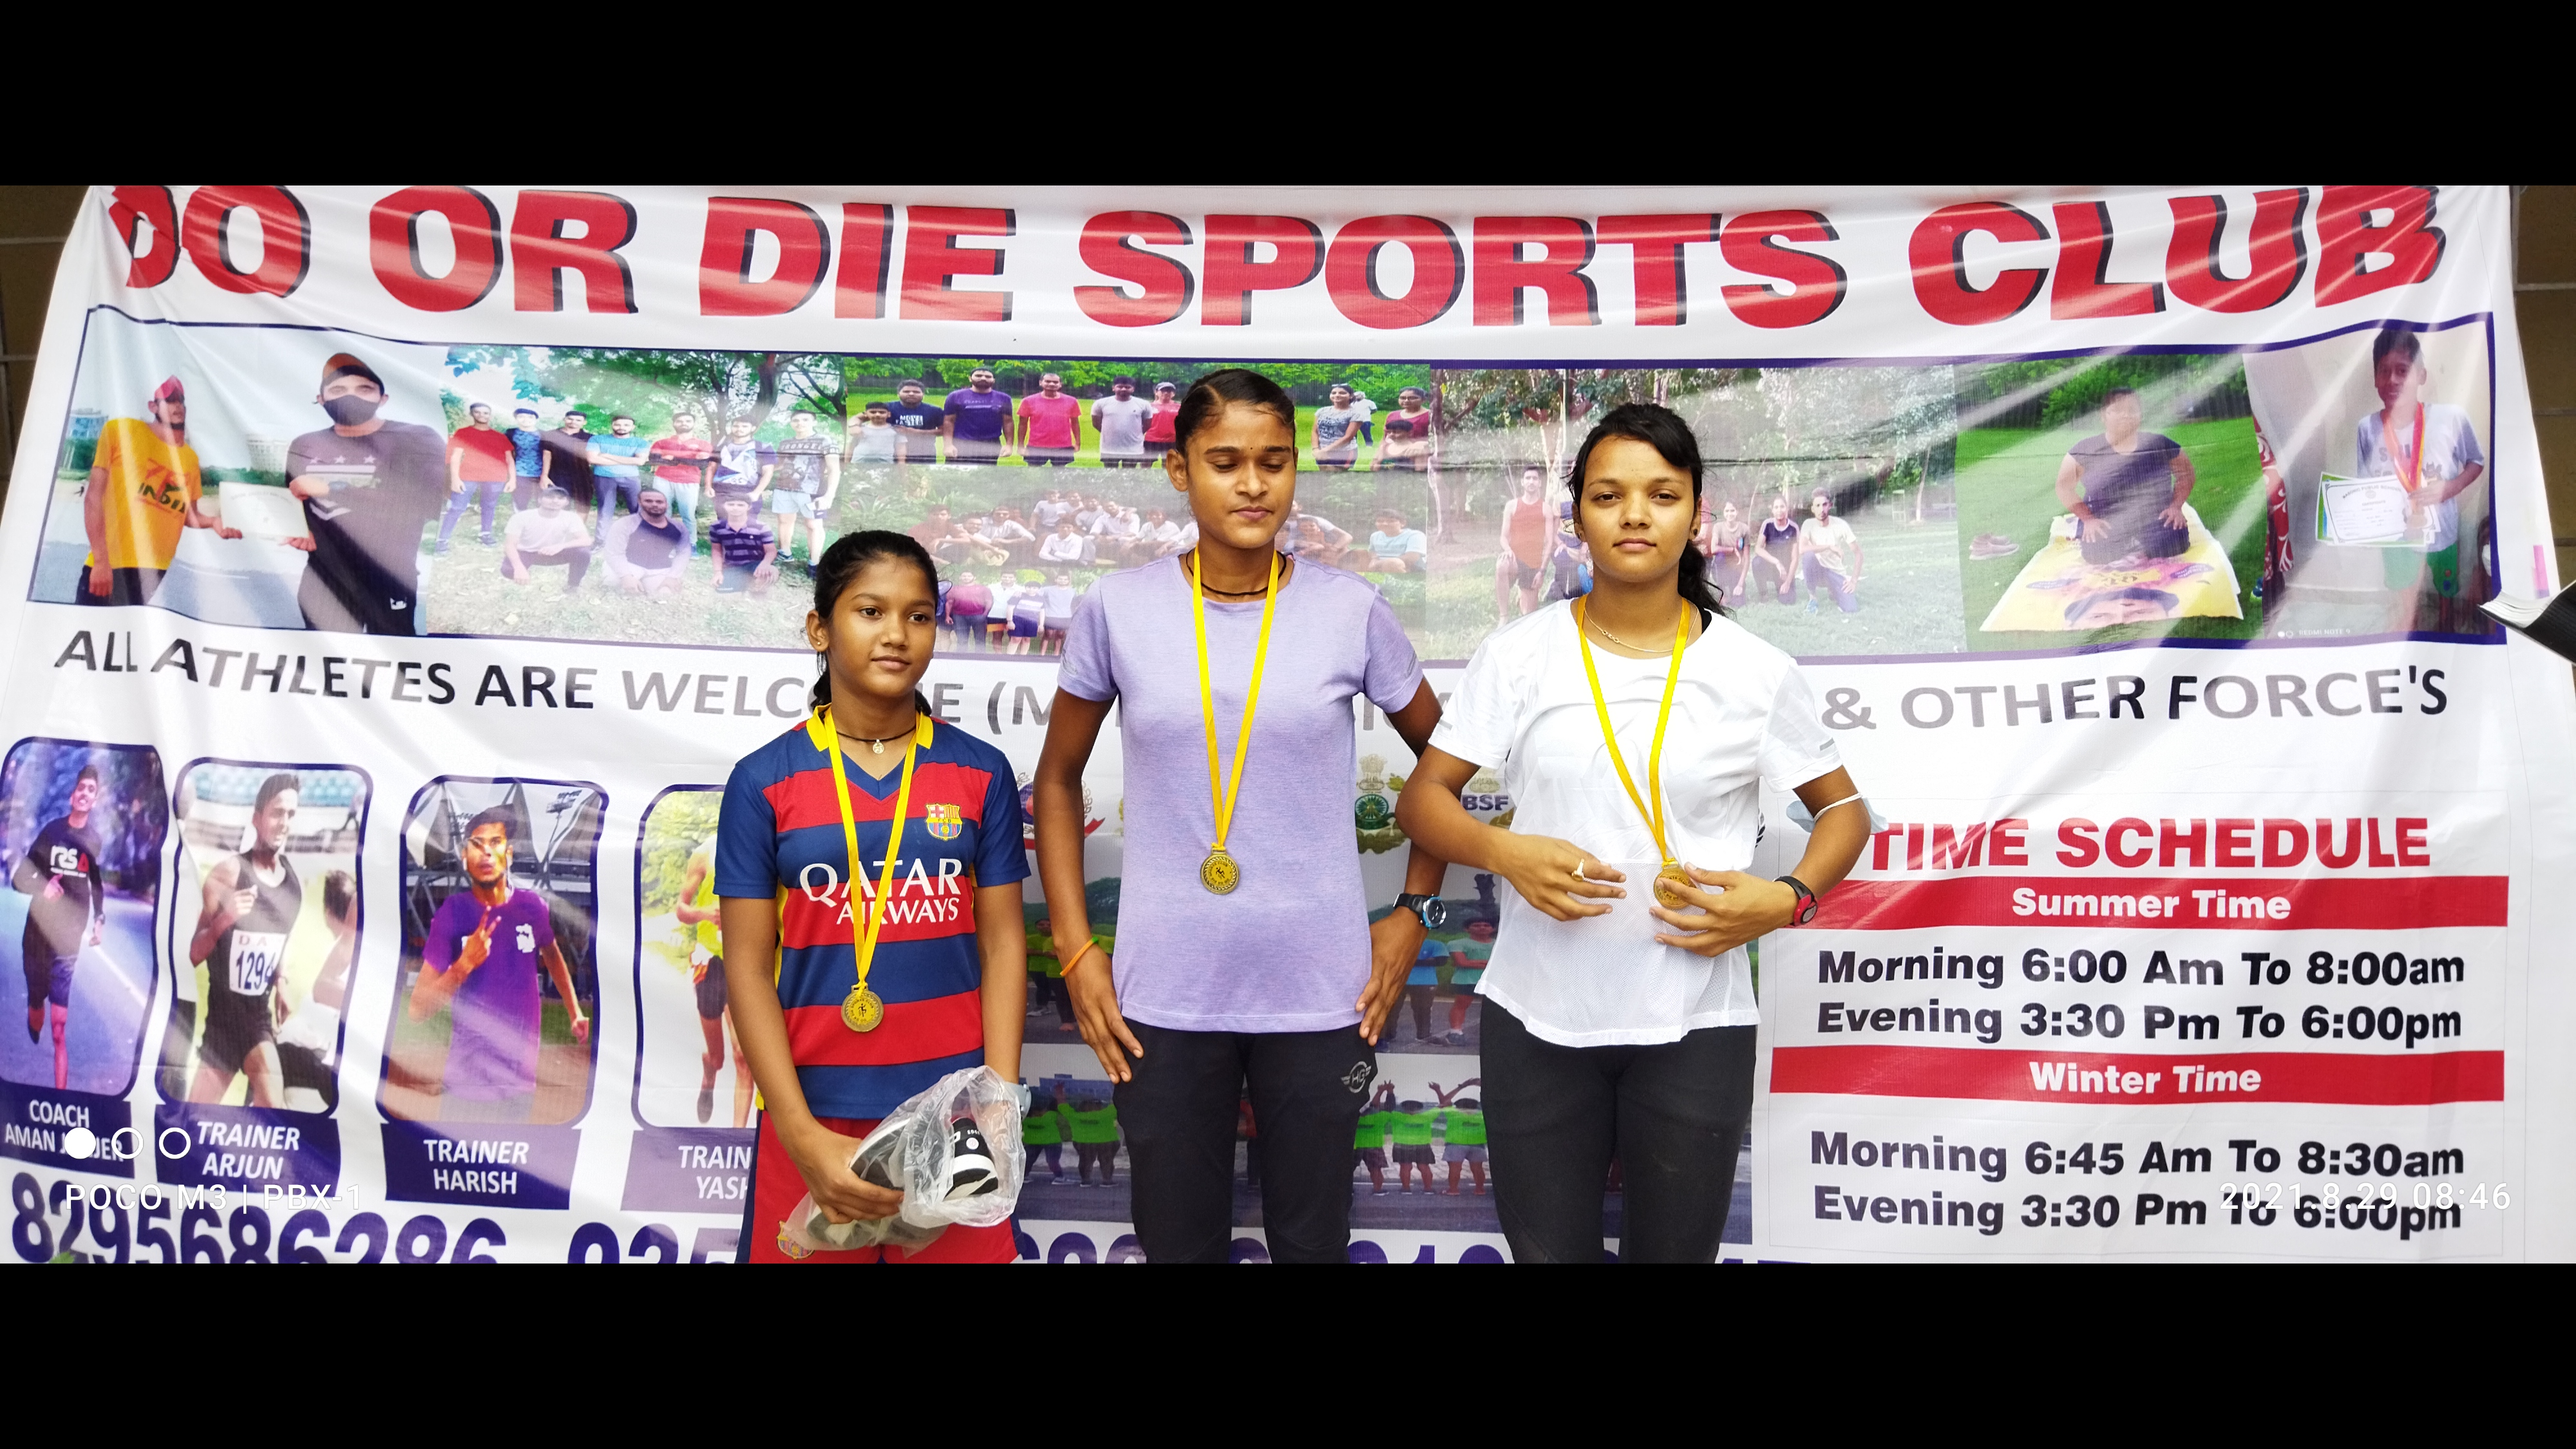 DO OR DIE SPORTS CLUB
ALL ATHLETES ARE & OTHER FORCE'S
QATAR
AIRWAYS
BSF
D.A
COACH
AMAN
TRAINER
ARJUN
TRAINER
HARISH
YASH
8295686286
TIME SCHEDULE
Summer Time
Morning 6:00 Am To 8:00am
Evening 3:30 Pm To 6:00pm
Winter Time
Morning 6:45 Am To 8:30am
Evening 3:30 Pm To 6:00pm
POCO M3 | PBX-1
2021.8.29 08:46